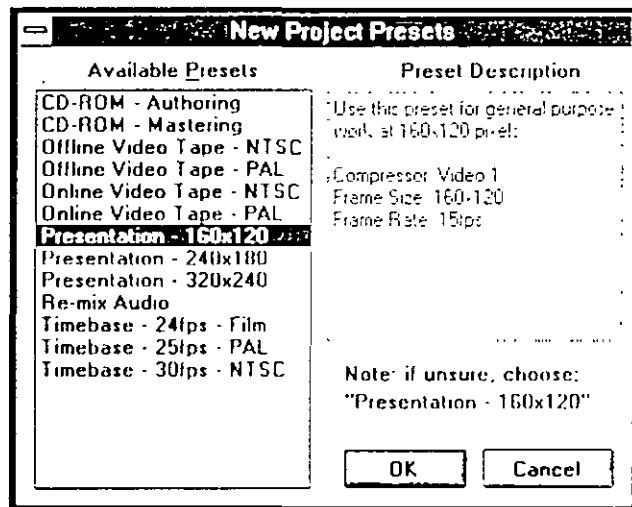 New Project Presets
Available Presets
CD-ROM - Authoring
CD-ROM - Mastering
Offline Video Tape - NTSC
Offline Video Tape - PAL
Online Video Tape - NTSC
Online Video Tape - PAL
Presentation - 160x120
Presentation - 240x180
Presentation - 320x240
Re-mix Audio
Timebase - 24fps - Film
Timebase - 25fps - PAL
Timebase - 30fps - NTSC
Preset Description
Use this preset for general purpose
work at 160x120 pixels
Compressor: Video 1
Frame Size: 160x120
Frame Rate: 15fps
Note: if unsure, choose:
"Presentation - 160x120"
OK
Cancel